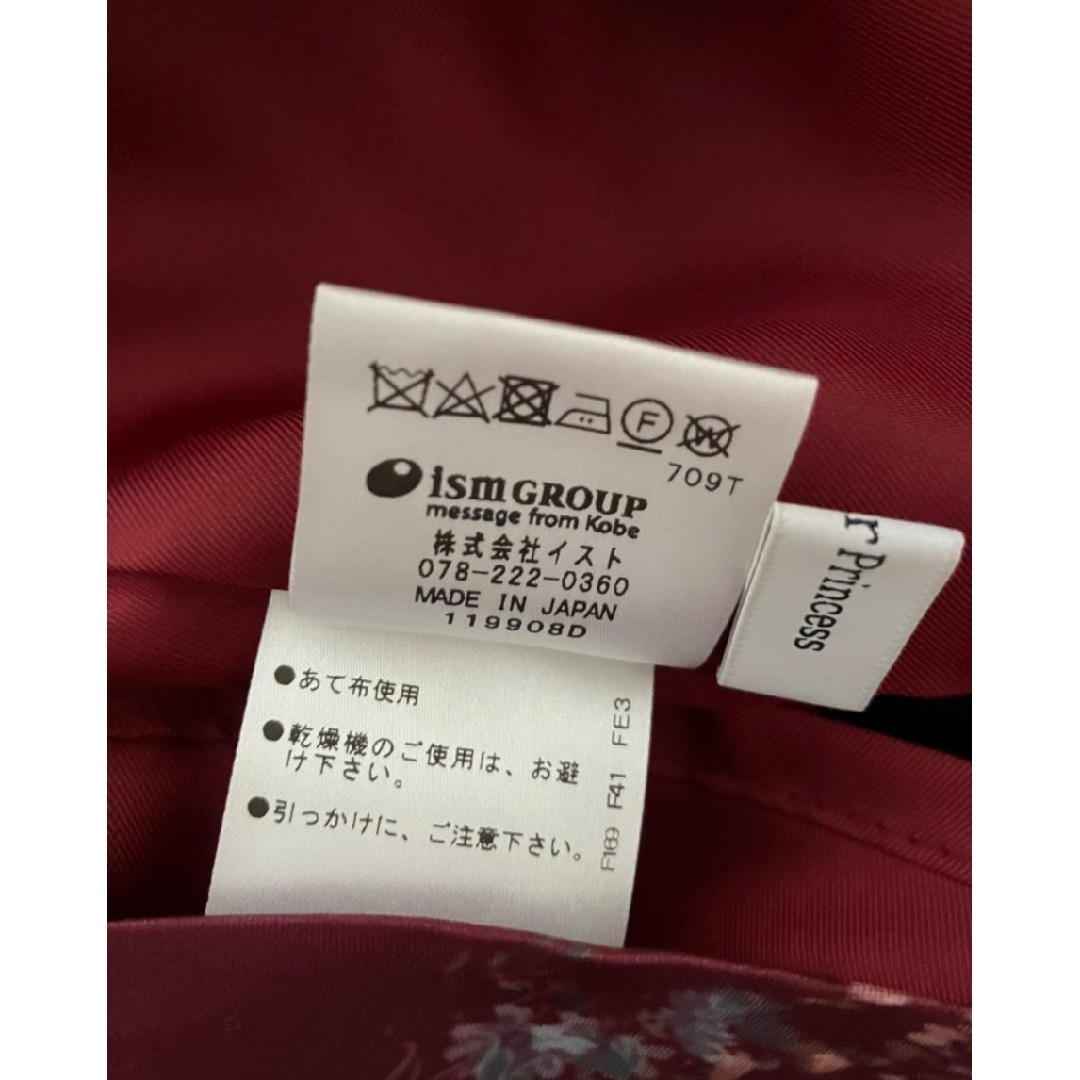 F
W
709T
ism GROUP
message from Kobe
株式会社イスト
078-222-0360
MADE IN JAPAN
119908D
r Princess
●あて布使用
●乾燥機のご使用は、お避
け下さい。
●引っかけに、ご注意下さい。
F169 F41 FE3